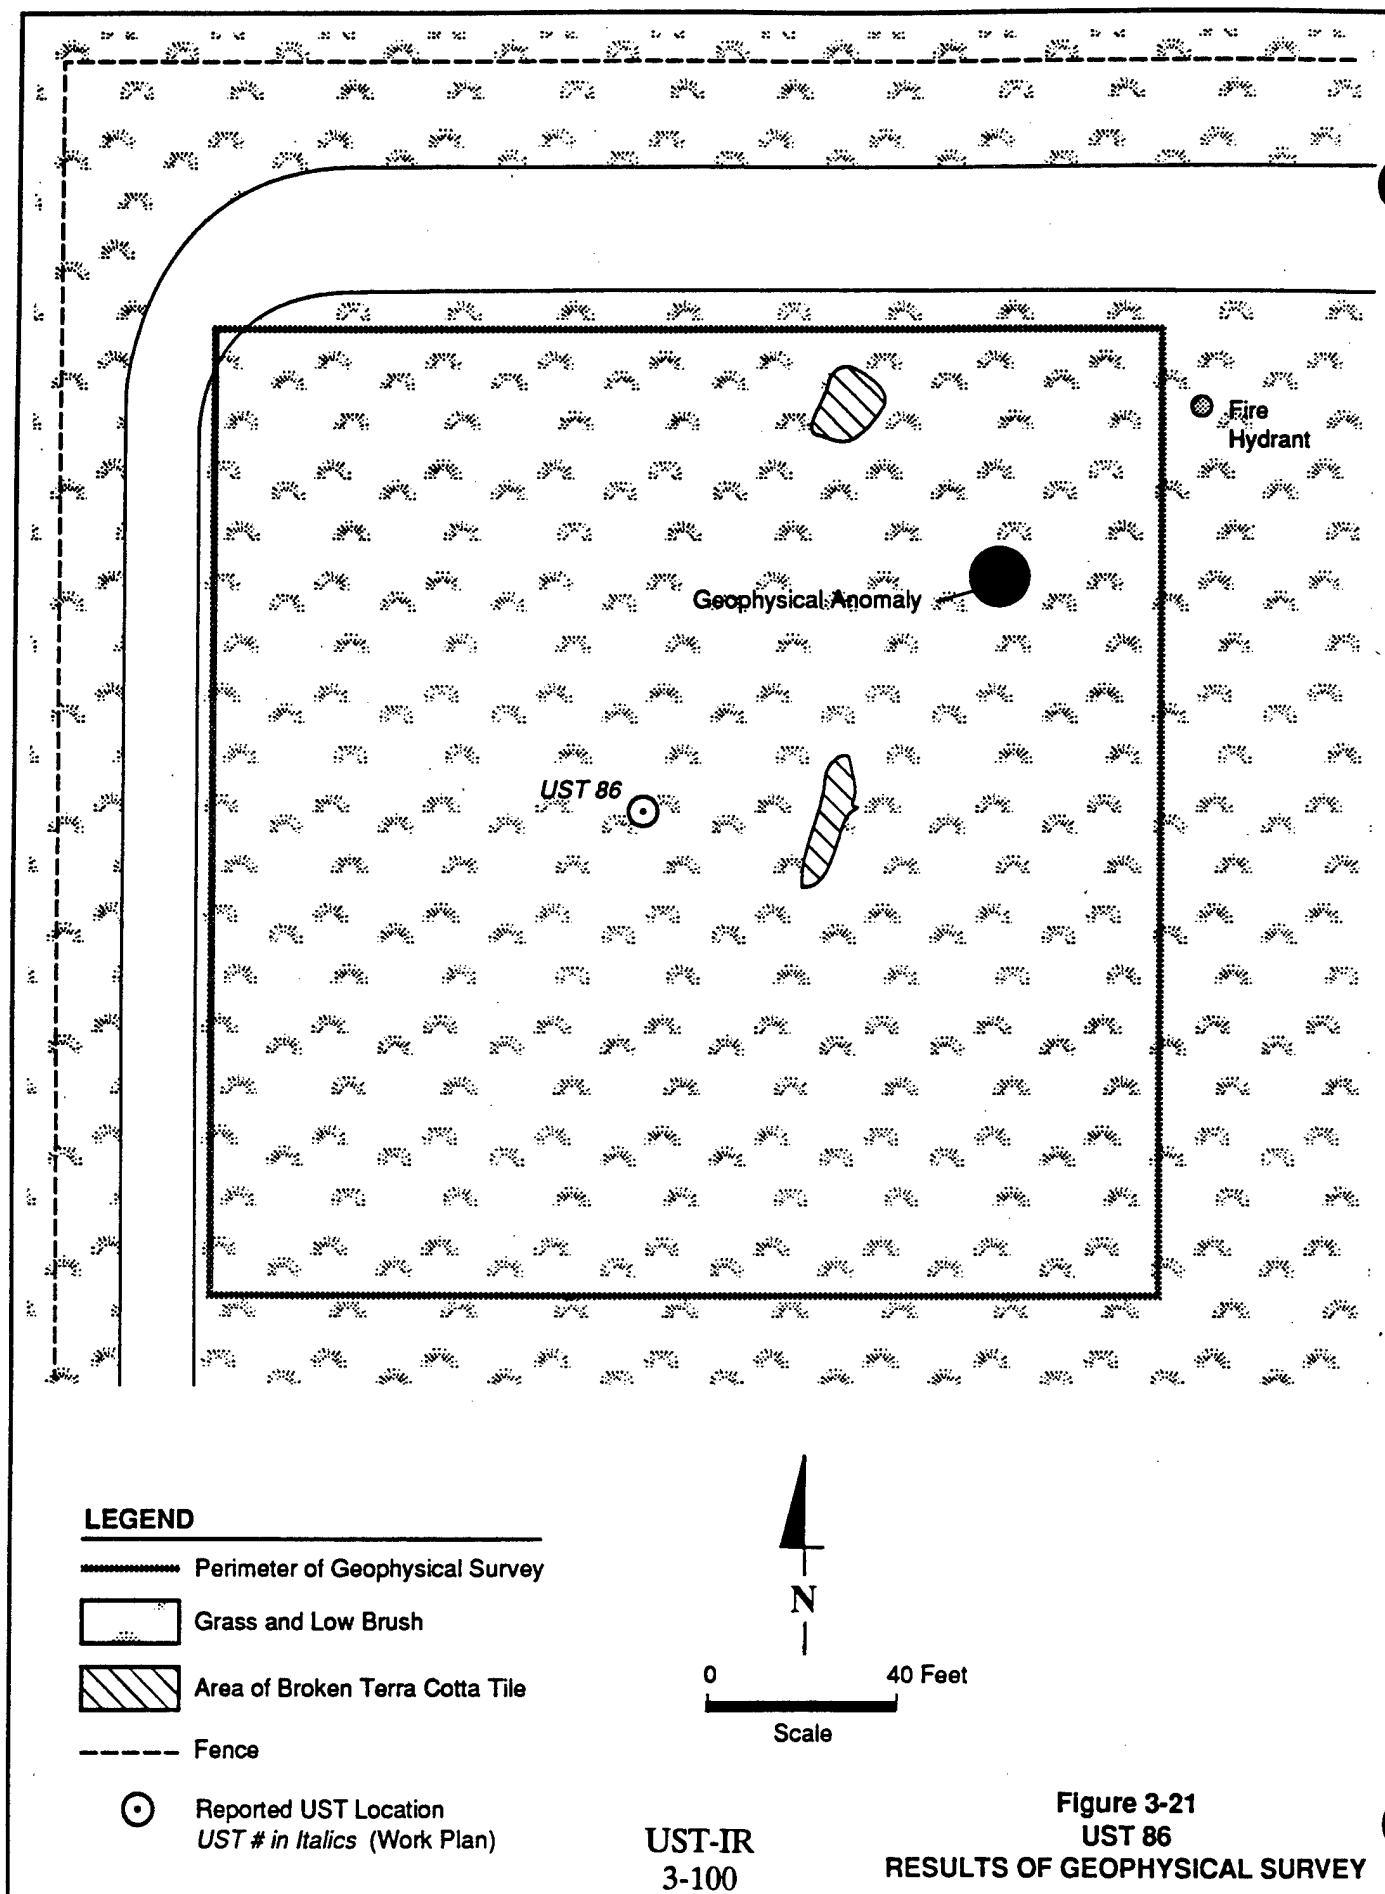 Fire
Hydrant
Geophysical Anomaly
UST 86
LEGEND
Perimeter of Geophysical Survey
Grass and Low Brush
Area of Broken Terra Cotta Tile
Fence
Reported UST Location
UST # in Italics (Work Plan)
N
0 40 Feet
Scale
UST-IR
3-100
Figure 3-21
UST 86
RESULTS OF GEOPHYSICAL SURVEY